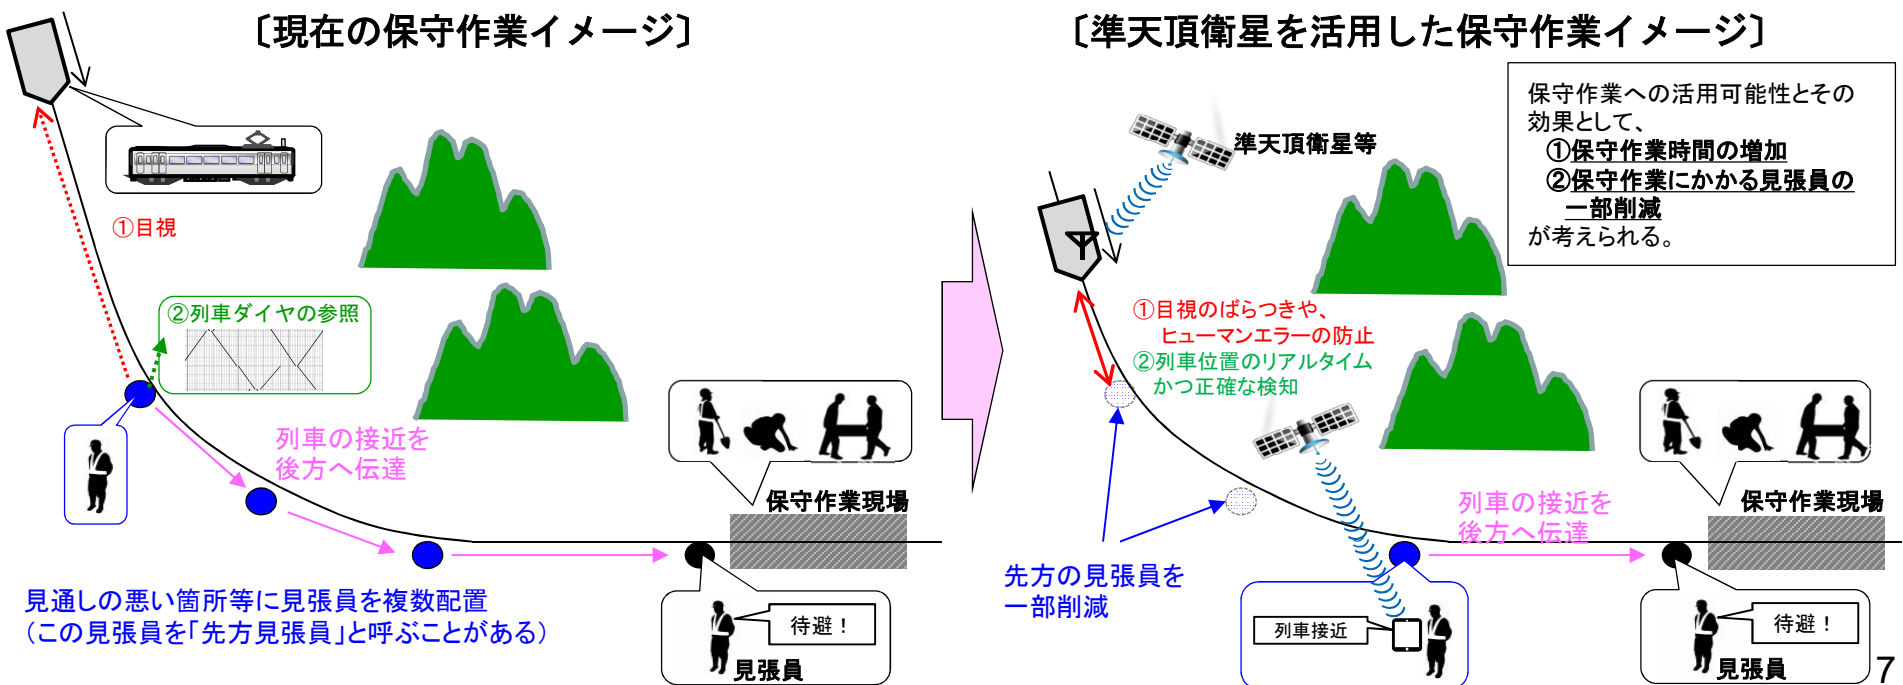 〔現在の保守作業イメージ〕
①目視
②列車ダイヤの参照
列車の接近を
後方へ伝達
保守作業現場
見通しの悪い箇所等に見張員を複数配置
（この見張員を「先方見張員」と呼ぶことがある）
待避！
見張員
〔準天頂衛星を活用した保守作業イメージ〕
保守作業への活用可能性とその
効果として、
①保守作業時間の増加
②保守作業にかかる見張員の
一部削減
が考えられる。
準天頂衛星等
①目視のばらつきや、
ヒューマンエラーの防止
②列車位置のリアルタイム
かつ正確な検知
列車の接近を
後方へ伝達
保守作業現場
先方の見張員を
一部削減
列車接近
待避！
見張員
7